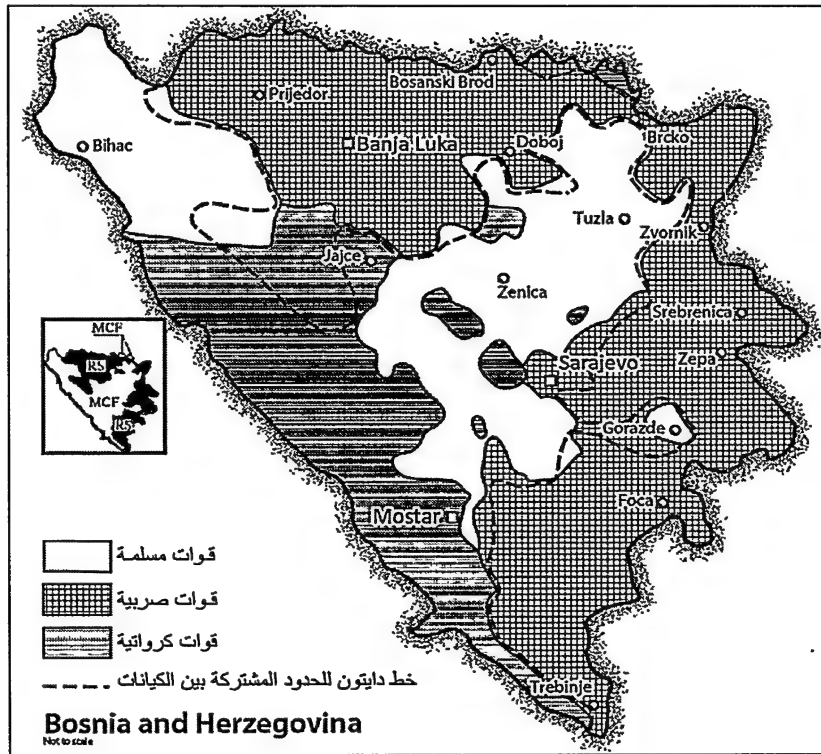 Bosanski Brod
Prijedor
Banja Luka
Doboj
Brcko
Bihac
Tuzla
Zvornik
Jajce
Zenica
Srebrenica
MCF
RS
Sarajevo
Zepa
MCF
RS
Gorazde
Foca
Mostar
قوات مسلمة
قوات صربية
قوات كرواتية
خط دايتون للحدود المشتركة بين الكيانات
Trebinje
Bosnia and Herzegovina
Not to scale